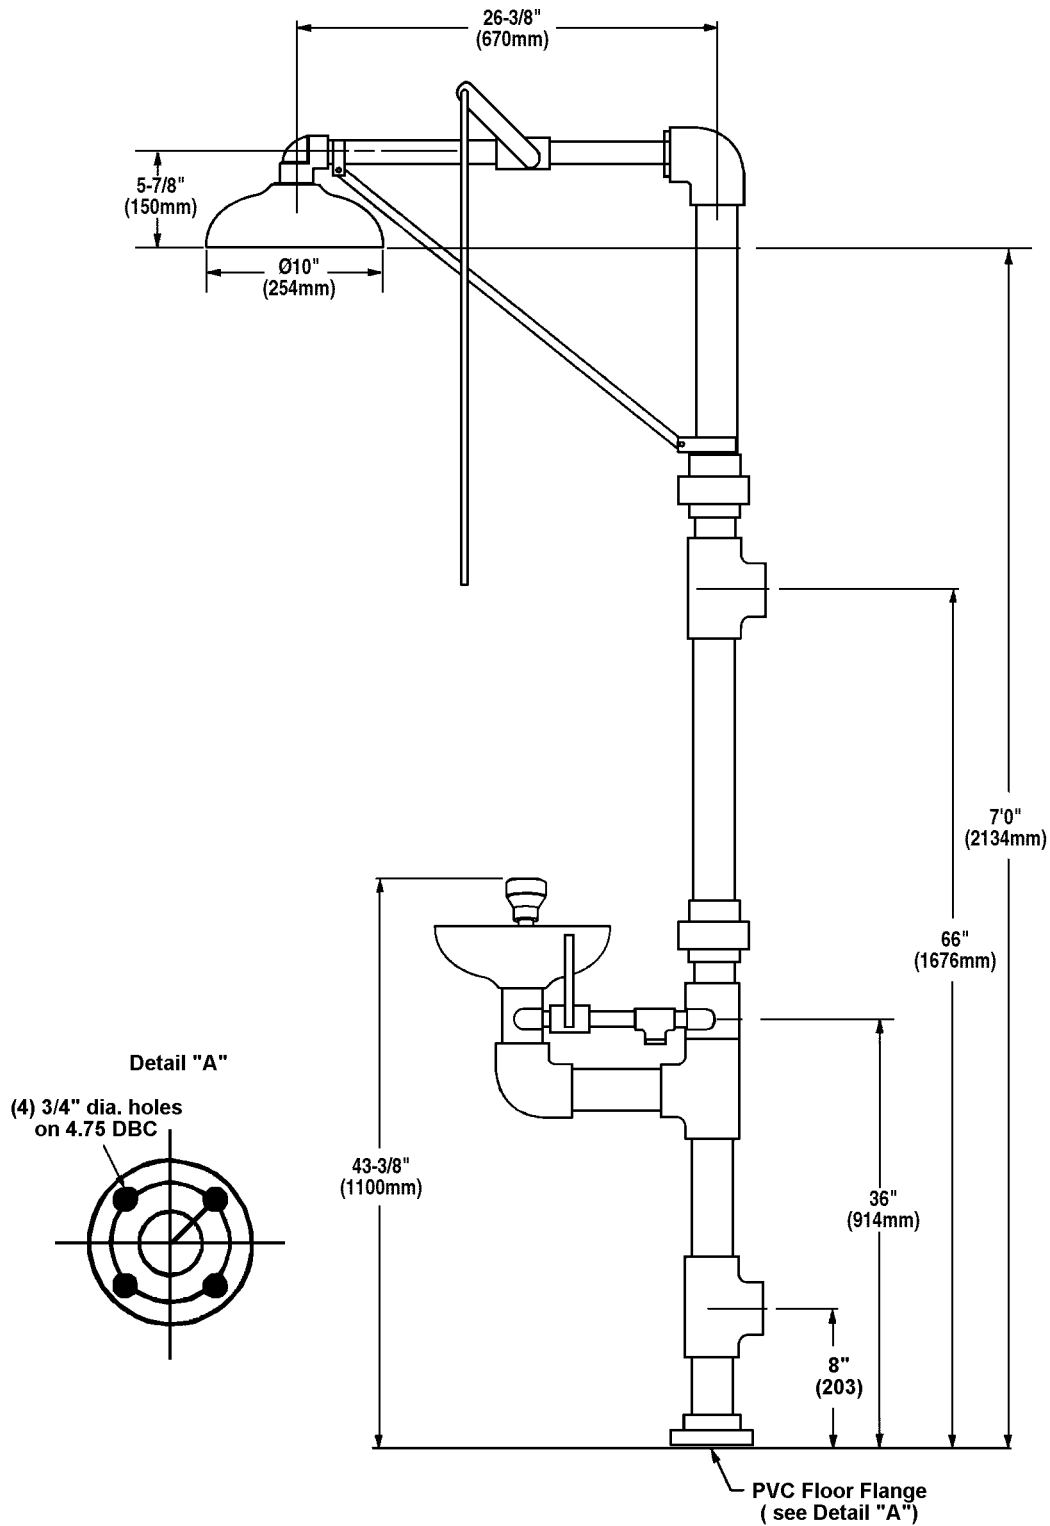 26-3/8"
(670mm)
5-7/8"
(150mm)
Ø10"
(254mm)
7'0"
(2134mm)
66"
(1676mm)
Detail "A"
(4) 3/4" dia. holes
on 4.75 DBC
43-3/8"
(1100mm)
36"
(914mm)
8"
(203)
PVC Floor Flange
( see Detail "A")